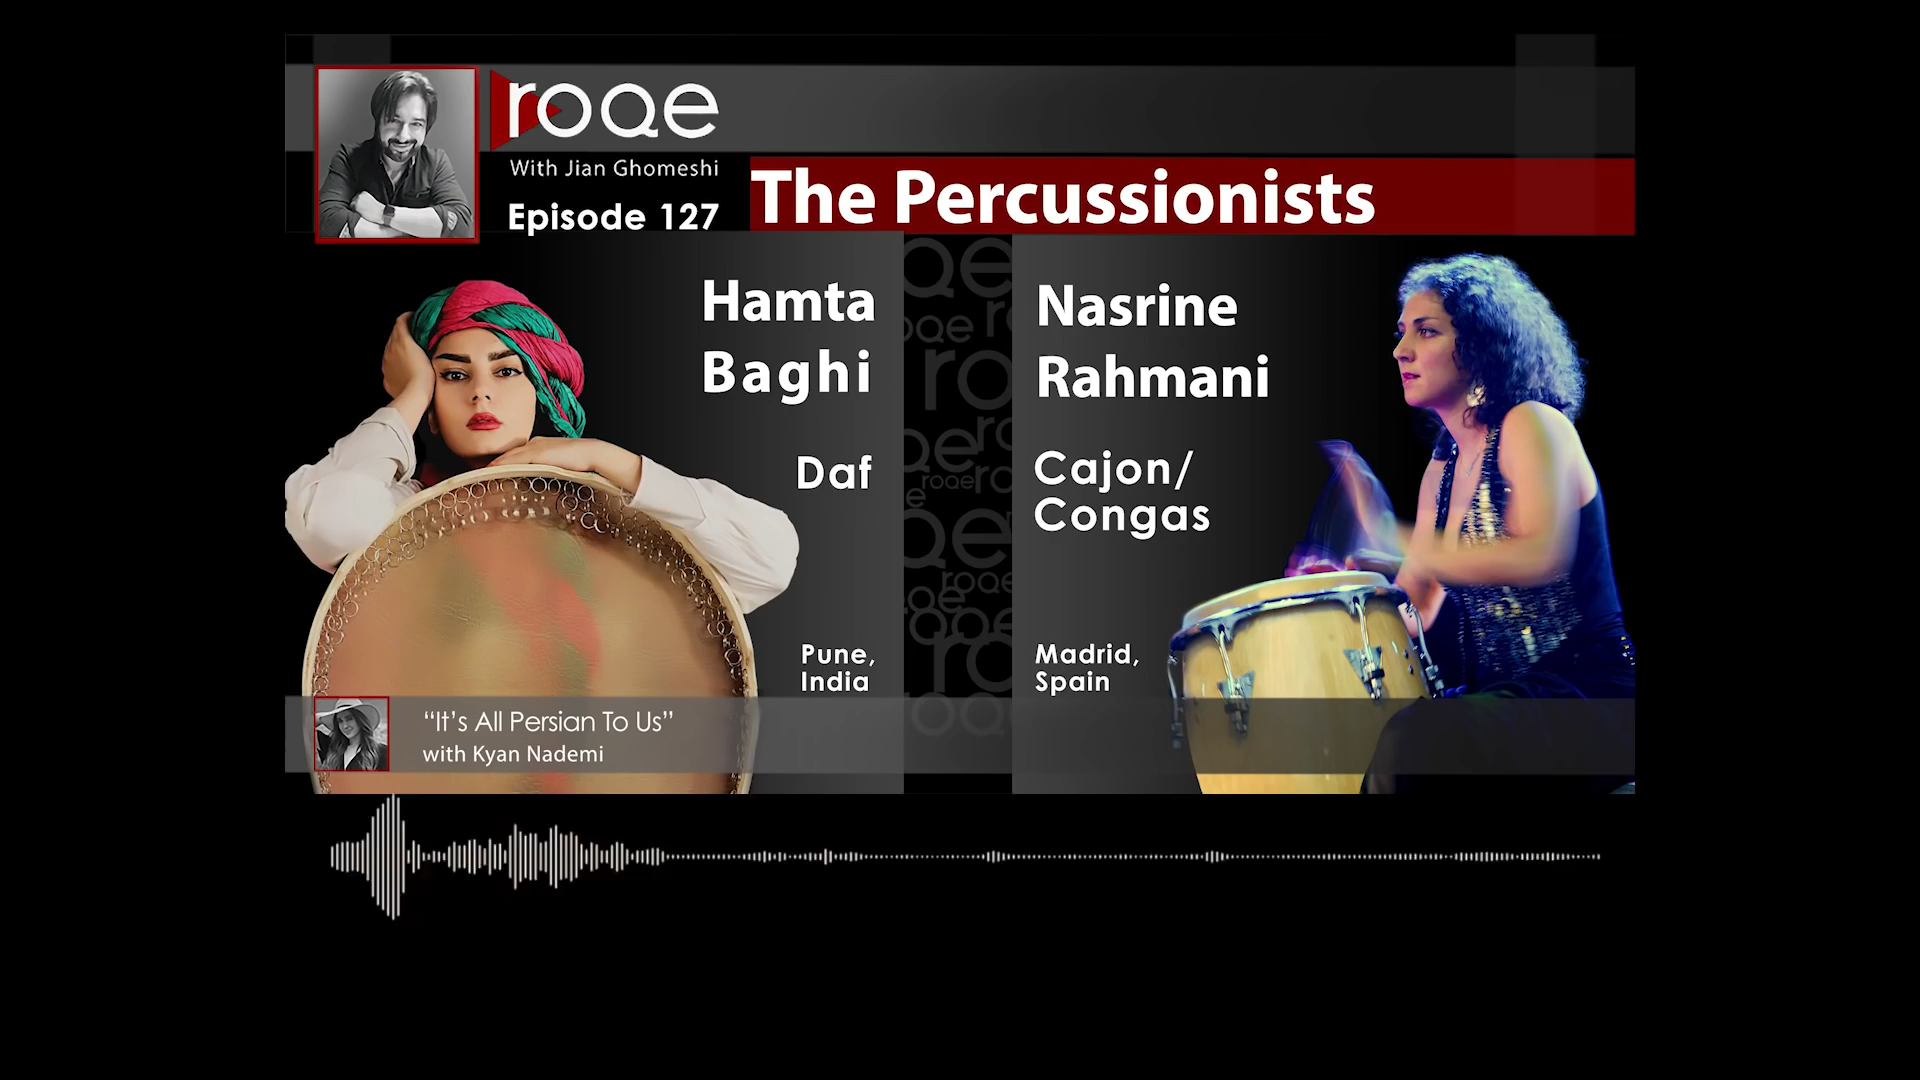 roqe
With Jian Ghomeshi
Episode 127
The Percussionists
Hamta
Baghi
Daf
Pune,
India
Nasrine
Rahmani
Cajon/
Congas
Madrid,
Spain
“It’s All Persian To Us”
with Kyan Nademi